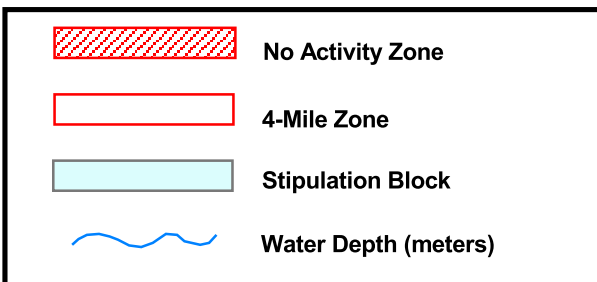 No Activity Zone
4-Mile Zone
Stipulation Block
Water Depth (meters)